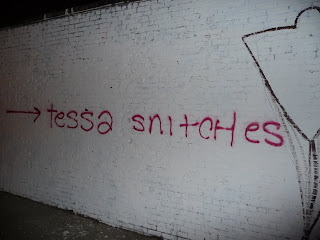 → tessa snitcHes